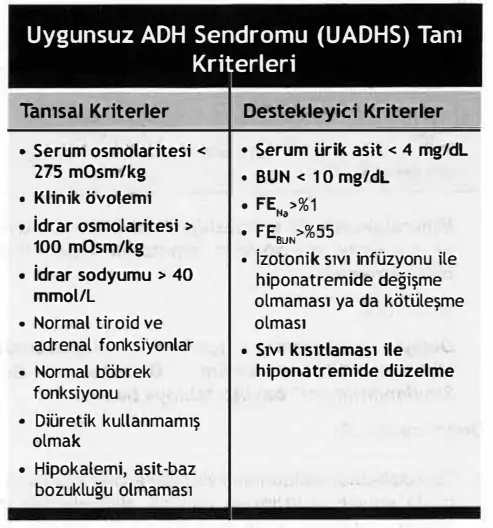 Uygunsuz ADH Sendromu (UADHS) Tanı
Kriterleri
Tanısal Kriterler
• Serum osmolaritesi <
275 mOsm/kg
• Klinik övolemi
• İdrar osmolaritesi >
100 mOsm/kg
• İdrar sodyumu > 40
mmol/L
• Normal tiroid ve
adrenal fonksiyonlar
• Normal böbrek
fonksiyonu
• Diüretik kullanmamış
olmak
• Hipokalemi, asit-baz
bozukluğu olmaması
Destekleyici Kriterler
• Serum ürik asit < 4 mg/dL
• BUN < 10 mg/dL
• FENa>%1
• FEBUN>%55
• İzotonik sıvı infüzyonu ile
hiponatremide değişme
olmaması ya da kötüleşme
olması
• Sıvı kısıtlaması ile
hiponatremide düzelme